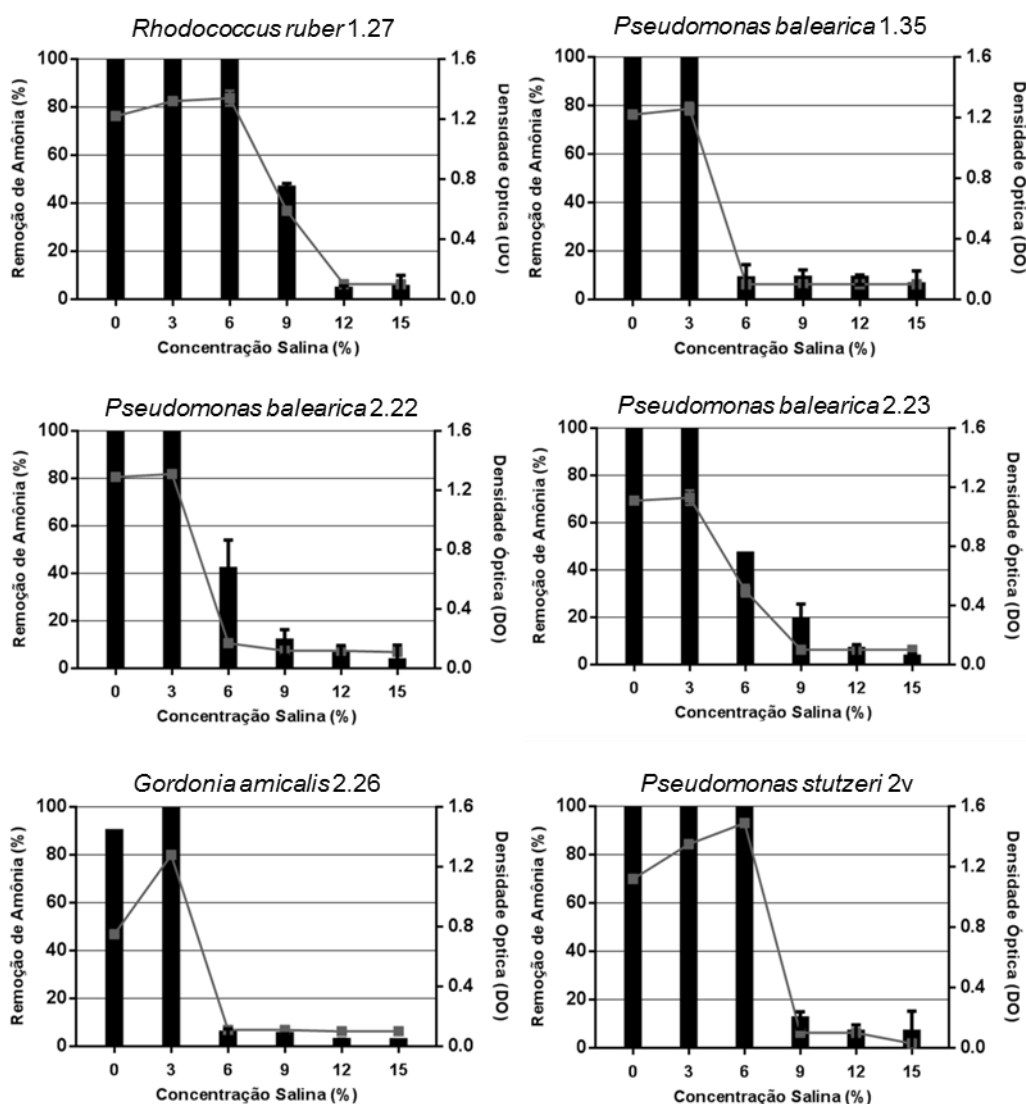 Rhodococcus ruber 1.27
Remoção de Amônia (%)
100
80
60
40
20
0
1.6
1.2
0.8
0.4
0.0
Densidade Optica (DO)
0 3 6 9 12 15
Concentração Salina (%)
Pseudomonas balearica 1.35
Remoção de Amônia (%)
100
80
60
40
20
0
1.6
1.2
0.8
0.4
0.0
Densidade Optica (DO)
0 3 6 9 12 15
Concentração Salina (%)
Pseudomonas balearica 2.22
Remoção de Amônia (%)
100
80
60
40
20
0
1.6
1.2
0.8
0.4
0.0
Densidade Óptica (DO)
0 3 6 9 12 15
Concentração Salina (%)
Pseudomonas balearica 2.23
Remoção de Amônia (%)
100
80
60
40
20
0
1.6
1.2
0.8
0.4
0.0
Densidade Óptica (DO)
0 3 6 9 12 15
Concentração Salina (%)
Gordonia amicalis 2.26
Remoção de Amônia (%)
100
80
60
40
20
0
1.6
1.2
0.8
0.4
0.0
Densidade Optica (DO)
0 3 6 9 12 15
Concentração Salina (%)
Pseudomonas stutzeri 2v
Remoção de Amônia (%)
100
80
60
40
20
0
1.6
1.2
0.8
0.4
0.0
Densidade Óptica (DO)
0 3 6 9 12 15
Concentração Salina (%)